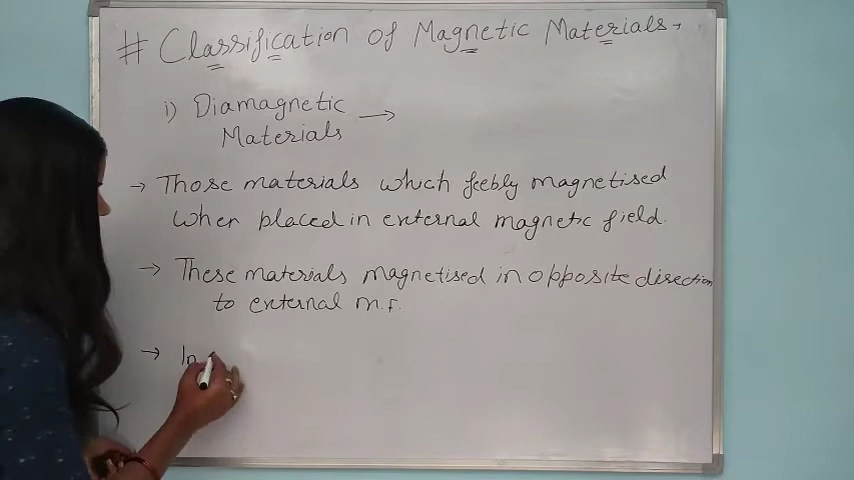 # Classification of Magnetic Materials →
i) Diamagnetic →
Materials
→ Those materials which feebly magnetised
when placed in external magnetic field.
→ These materials magnetised in opposite direction
to external m.f.
→ In